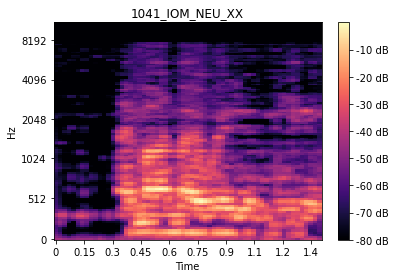 1041_IOM_NEU_XX
Hz
8192
4096
2048
1024
512
0
0 0.15 0.3 0.45 0.6 0.75 0.9 1.1 1.2 1.4
Time
-10 dB
-20 dB
-30 dB
-40 dB
-50 dB
-60 dB
-70 dB
-80 dB